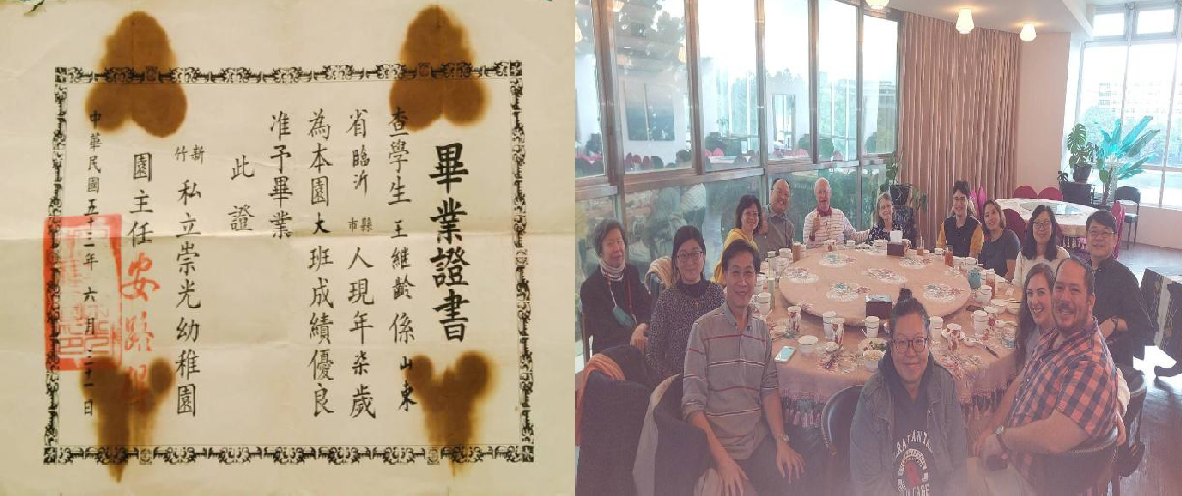 畢業證書
查學生王維齡係山東
省臨沂縣市人現年柒歲
為本園大班成績優良
准予畢業
此證
新竹私立崇光幼稚園
園主任安路
中華民國五十二年六月二十一日